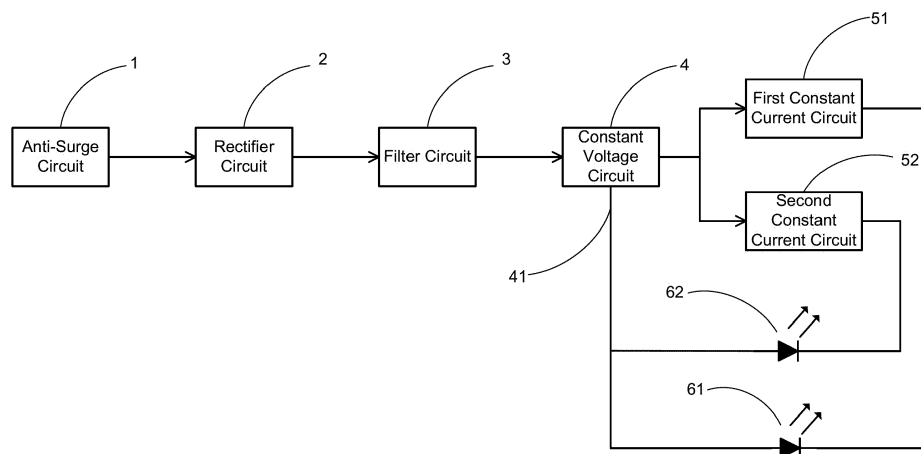 51
1
2
3
4
First Constant
Current Circuit
Anti-Surge
Circuit
Rectifier
Circuit
Filter Circuit
Constant
Voltage
Circuit
52
Second
Constant
Current Circuit
41
62
61